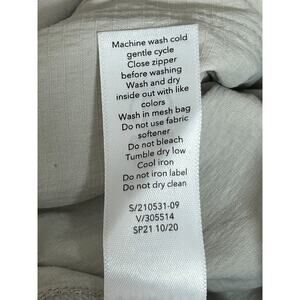 Machine wash cold
gentle cycle
Close zipper
before washing
Wash and dry
inside out with like
colors
Wash in mesh bag
Do not use fabric
softener
Do not bleach
Tumble dry low
Cool iron
Do not iron label
Do not dry clean
S/210531-09
V/305514
SP21 10/20